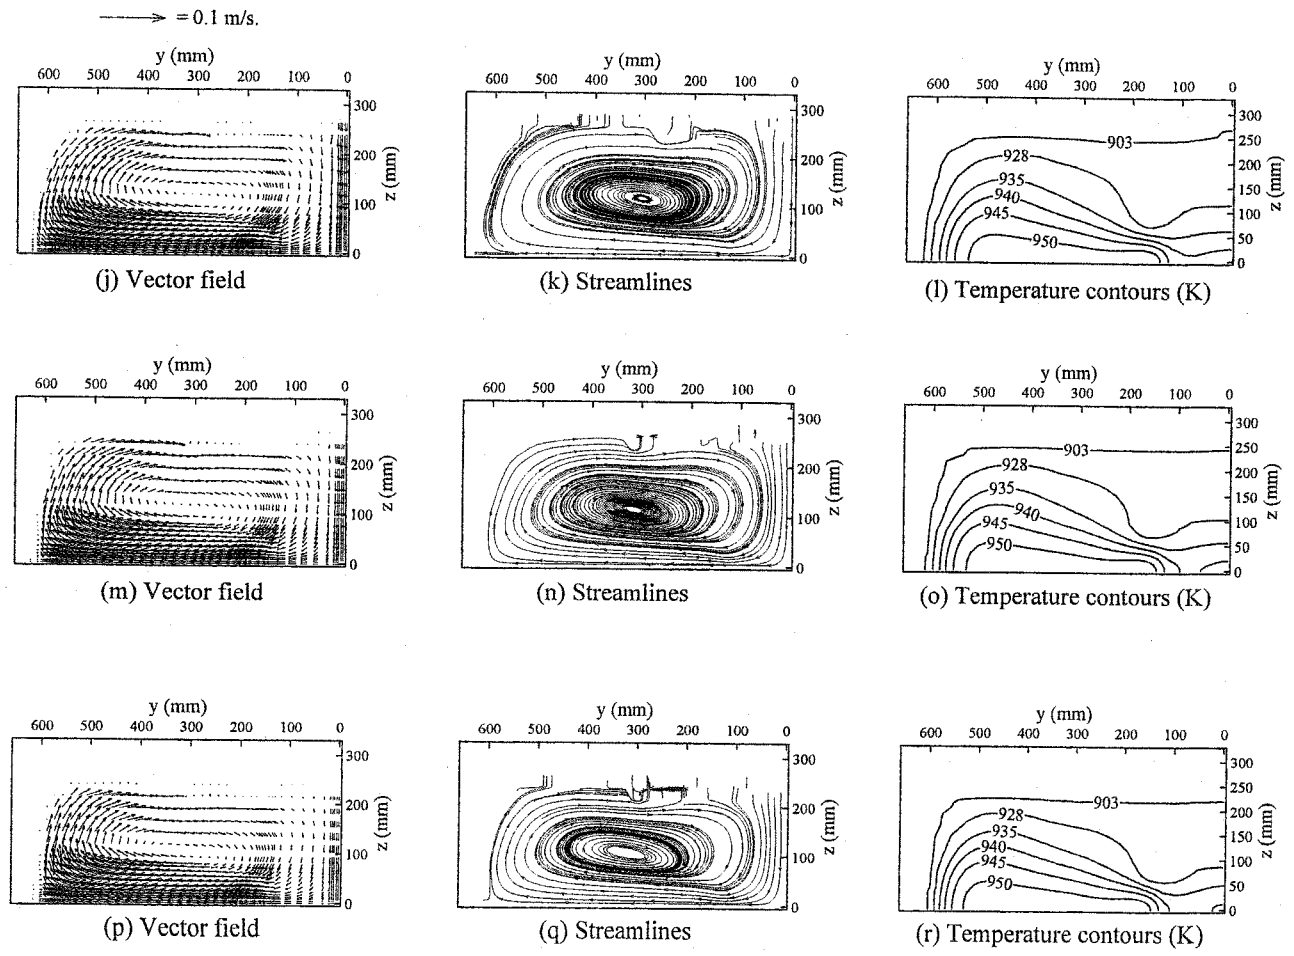 = 0.1 m/s.
y (mm)
600 500 400 300 200 100 0
300
200
100
0
z (mm)
(j) Vector field
y (mm)
600 500 400 300 200 100 0
300
200
100
0
z (mm)
(k) Streamlines
y (mm)
600 500 400 300 200 100 0
300
250
200
150
100
50
0
z (mm)
903
928
935
940
945
950
(l) Temperature contours (K)
y (mm)
600 500 400 300 200 100 0
300
200
100
0
z (mm)
(m) Vector field
y (mm)
600 500 400 300 200 100 0
300
200
100
0
z (mm)
(n) Streamlines
y (mm)
600 500 400 300 200 100 0
300
250
200
150
100
50
0
z (mm)
903
928
935
940
945
950
(o) Temperature contours (K)
y (mm)
600 500 400 300 200 100 0
300
200
100
0
z (mm)
(p) Vector field
y (mm)
600 500 400 300 200 100 0
300
200
100
0
z (mm)
(q) Streamlines
y (mm)
600 500 400 300 200 100 0
300
250
200
150
100
50
0
z (mm)
903
928
935
940
945
950
(r) Temperature contours (K)